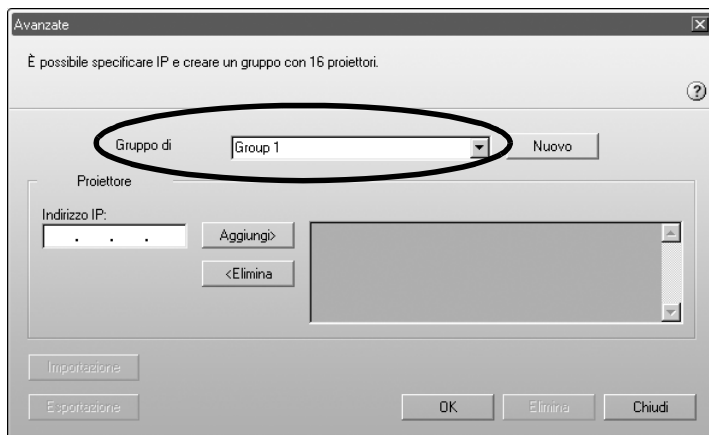 Avanzate
È possibile specificare IP e creare un gruppo con 16 proiettori.
?
Gruppo di Group 1 Nuovo
Proiettore
Indirizzo IP:
. . . Aggiungi>
<Elimina
Importazione
Esportazione OK Elimina Chiudi